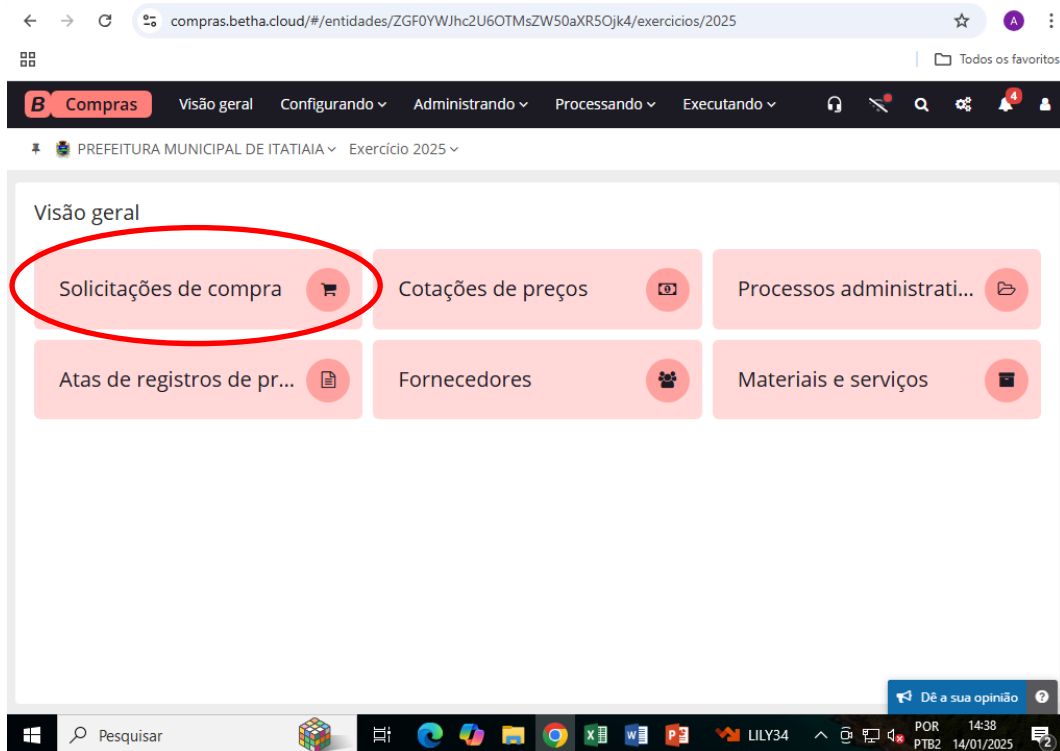 compras.betha.cloud/#/entidades/ZGF0YWJhc2U6OTMsZW50aXR5Ojk4/exercicios/2025
A
Todos os favoritos
B Compras Visão geral Configurando Administrando Processando Executando 4
PREFEITURA MUNICIPAL DE ITATIAIA Exercício 2025
Visão geral
Solicitações de compra Cotações de preços Processos administrati...
Atas de registros de pr... Fornecedores Materiais e serviços
Dê a sua opinião ?
Pesquisar LILY34 POR 14:38
PTB2 14/01/2025 2